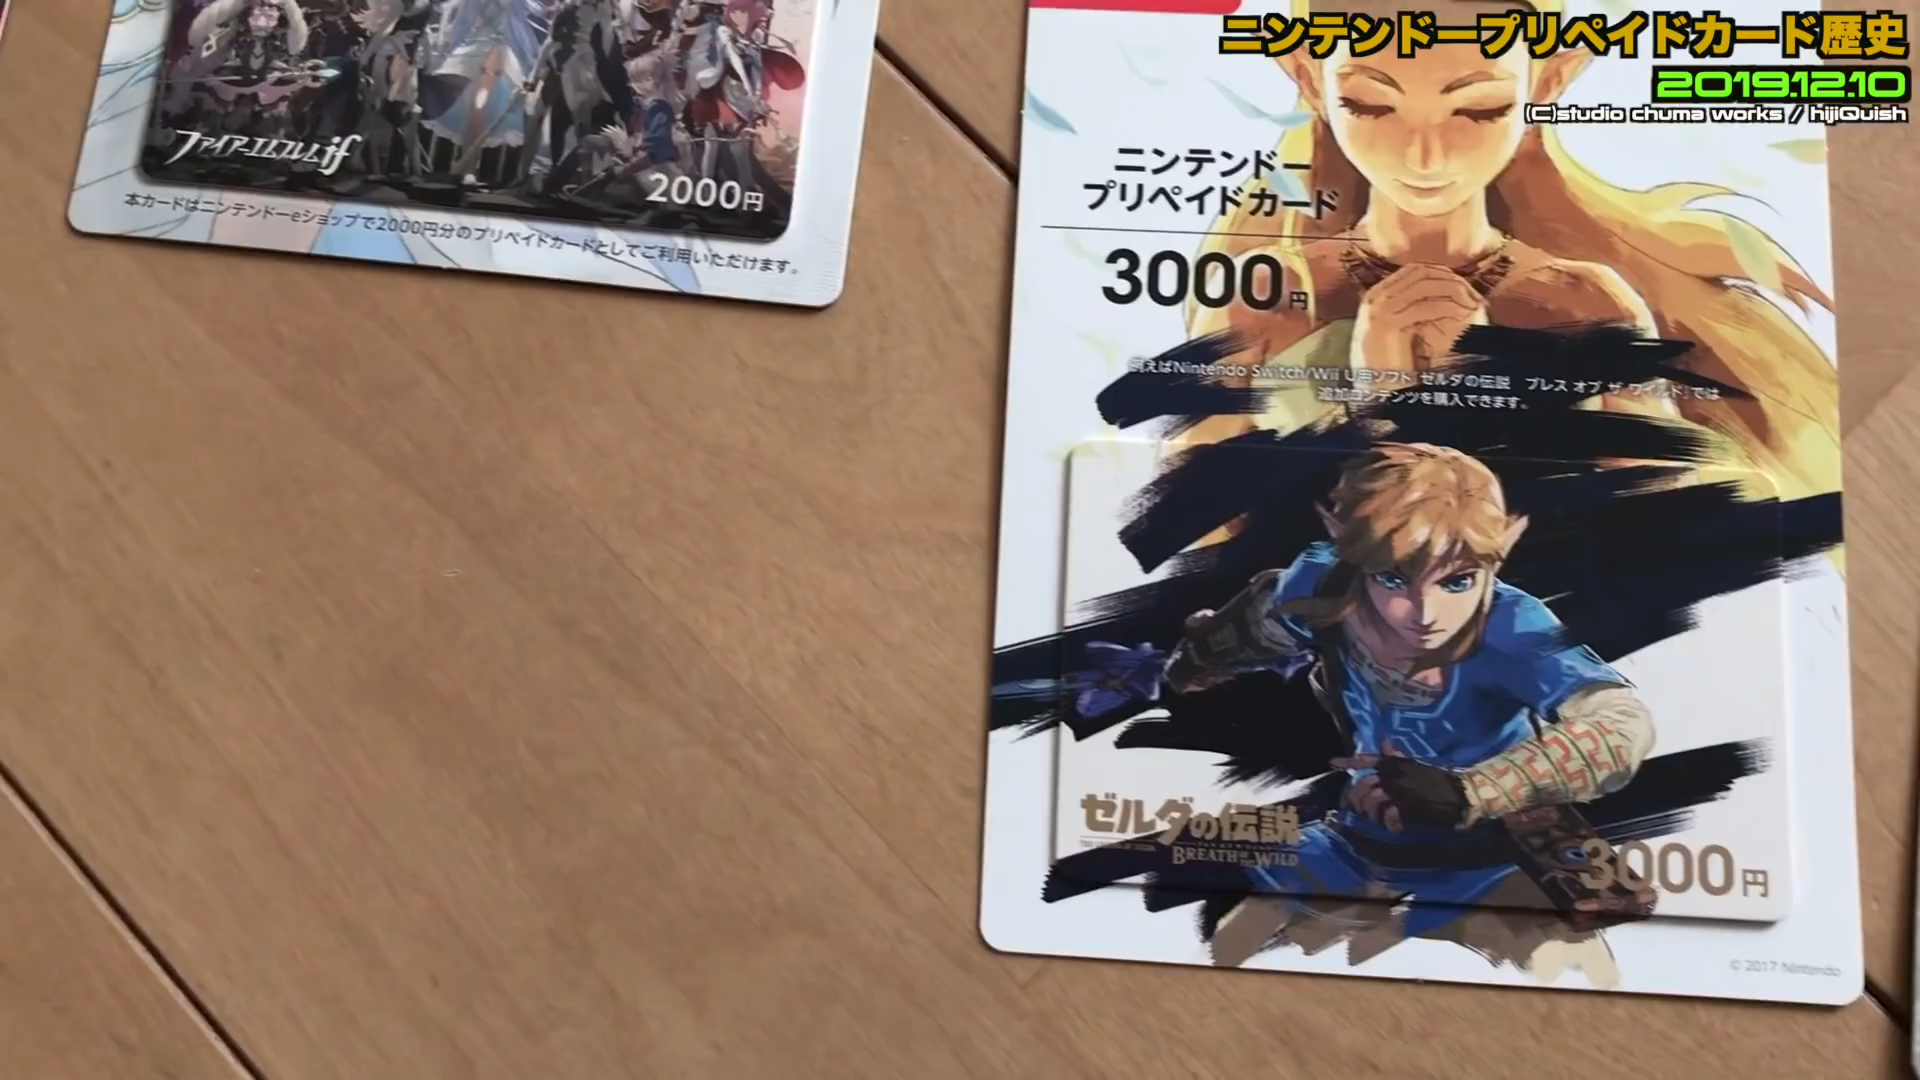 ニンテンドープリペイドカード歴史
2019.12.10
(C)studio chuma works / hijiQuish
ファイアーエムブレムif
2000円
本カードはニンテンドーeショップで2000円分のプリペイドカードとしてご利用いただけます。
ニンテンドー
プリペイドカード
3000円
例えばNintendo Switch/Wii U用ソフト『ゼルダの伝説 ブレス オブ ザ ワイルド』では
追加コンテンツを購入できます。
ゼルダの伝説
BREATH OF THE WILD
3000円
© 2017 Nintendo